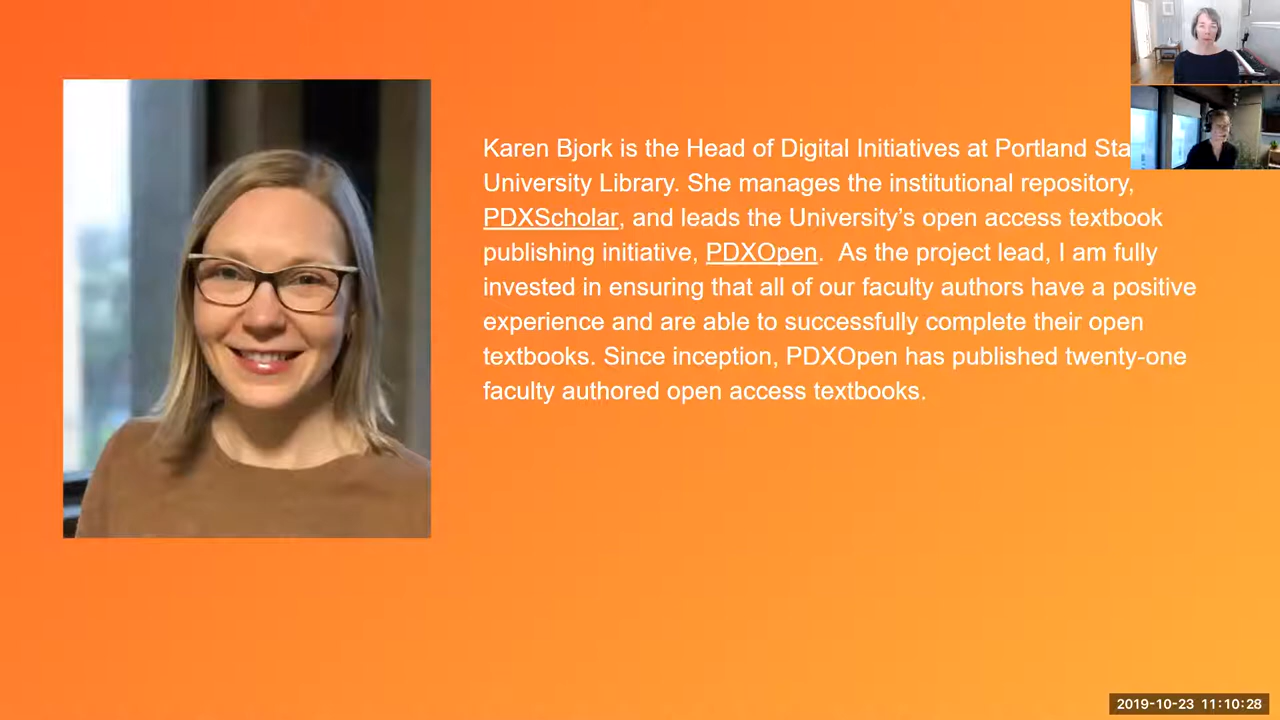 Karen Bjork is the Head of Digital Initiatives at Portland Sta
University Library. She manages the institutional repository,
PDXScholar, and leads the University’s open access textbook
publishing initiative, PDXOpen.  As the project lead, I am fully
invested in ensuring that all of our faculty authors have a positive
experience and are able to successfully complete their open
textbooks. Since inception, PDXOpen has published twenty-one
faculty authored open access textbooks.
2019-10-23 11:10:28